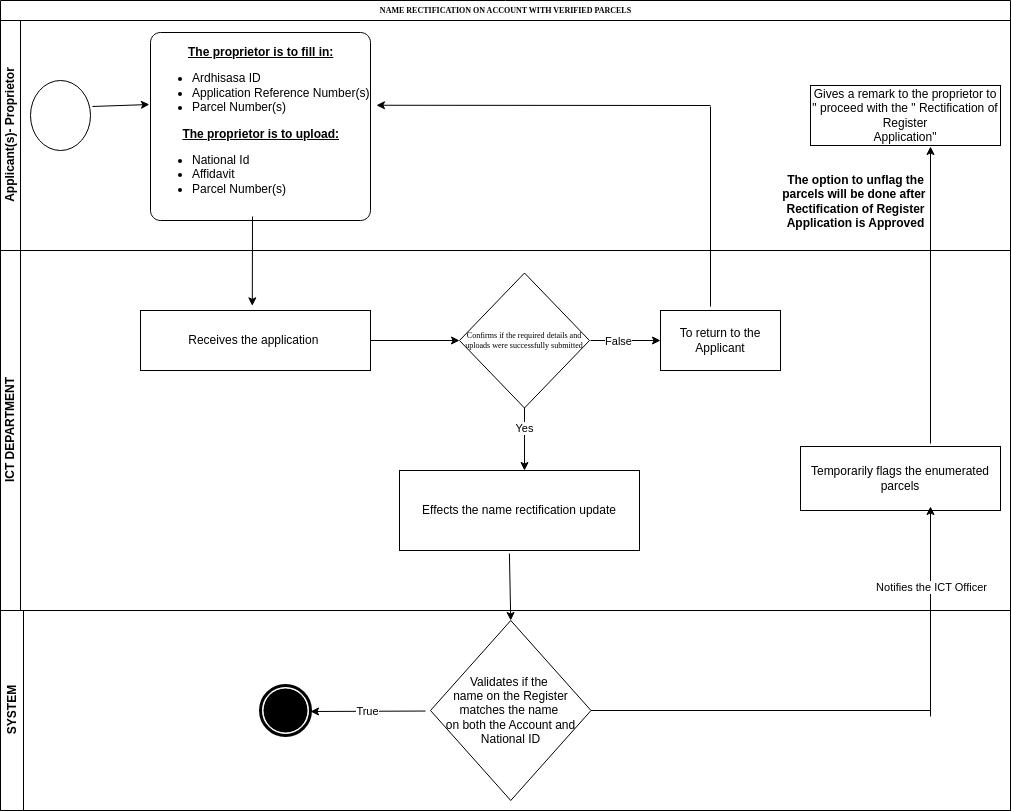 NAME RECTIFICATION ON ACCOUNT WITH VERIFIED PARCELS
Applicant(s)- Proprietor
The proprietor is to fill in:
Ardhisasa ID
Application Reference Number(s)
Parcel Number(s)
The proprietor is to upload:
National Id
Affidavit
Parcel Number(s)
Gives a remark to the proprietor to
" proceed with the " Rectification of
Register
Application"
The option to unflag the
parcels will be done after
Rectification of Register
Application is Approved
ICT DEPARTMENT
Receives the application
Confirms if the required details and
uploads were successfully submitted
False
To return to the
Applicant
Yes
Effects the name rectification update
Temporarily flags the enumerated
parcels
Notifies the ICT Officer
SYSTEM
Validates if the
name on the Register
matches the name
on both the Account and
National ID
True